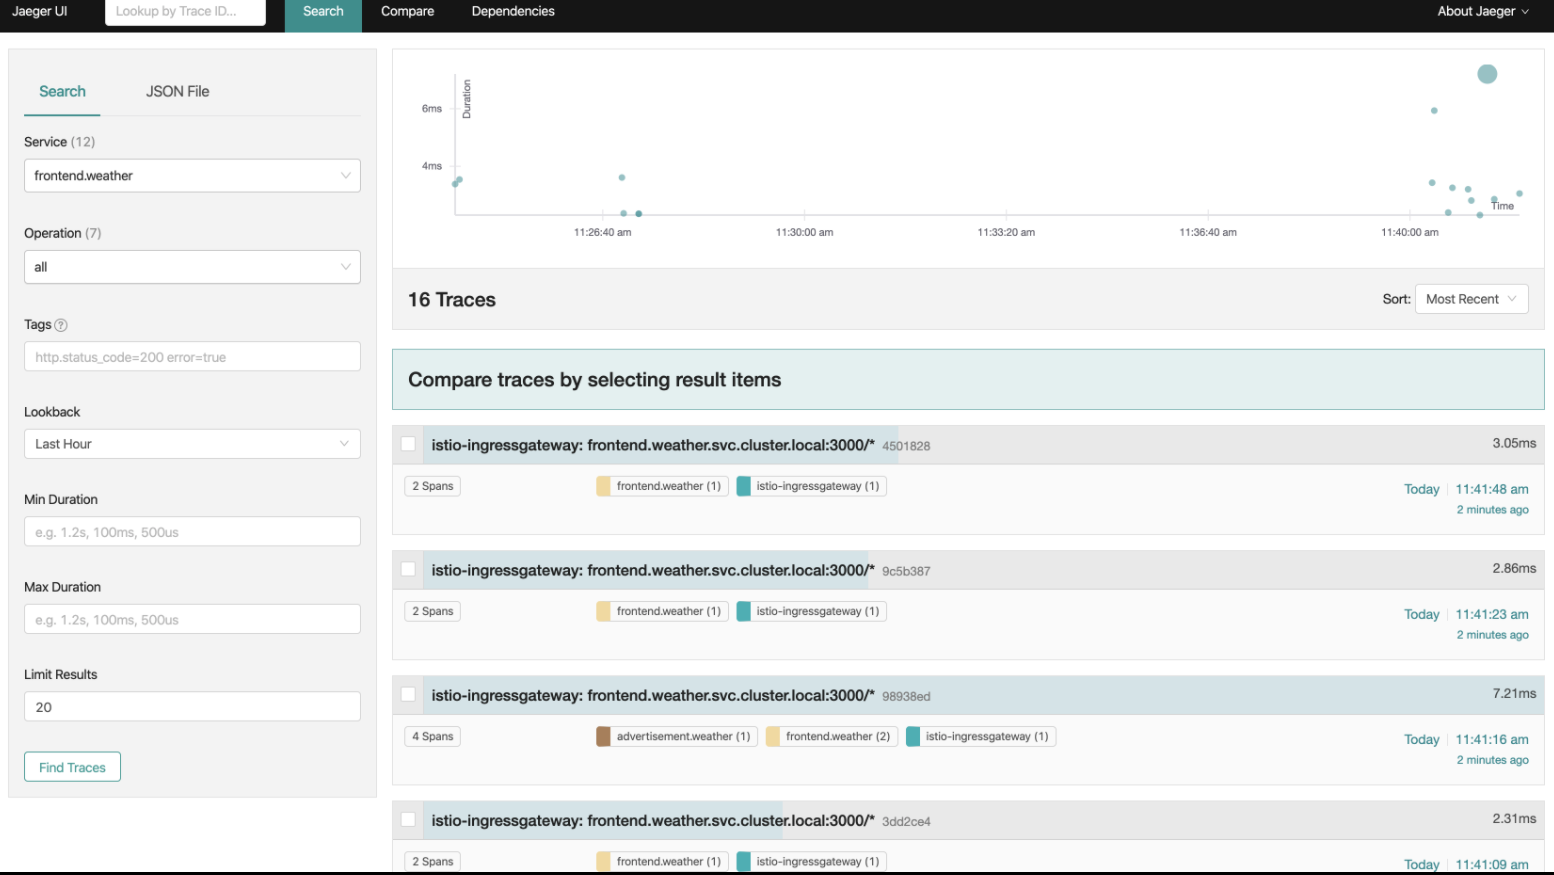 Jaeger UI
Lookup by Trace ID...
Search
Compare
Dependencies
About Jaeger
Search
JSON File
Service (12)
frontend.weather
Operation (7)
all
Tags ?
http.status_code=200 error=true
Lookback
Last Hour
Min Duration
e.g. 1.2s, 100ms, 500us
Max Duration
e.g. 1.2s, 100ms, 500us
Limit Results
20
Find Traces
Duration
6ms
4ms
Time
11:26:40 am
11:30:00 am
11:33:20 am
11:36:40 am
11:40:00 am
16 Traces
Sort: Most Recent
Compare traces by selecting result items
istio-ingressgateway: frontend.weather.svc.cluster.local:3000/* 4501828
3.05ms
2 Spans
frontend.weather (1)
istio-ingressgateway (1)
Today 11:41:48 am
2 minutes ago
istio-ingressgateway: frontend.weather.svc.cluster.local:3000/* 9c5b387
2.86ms
2 Spans
frontend.weather (1)
istio-ingressgateway (1)
Today 11:41:23 am
2 minutes ago
istio-ingressgateway: frontend.weather.svc.cluster.local:3000/* 98938ed
7.21ms
4 Spans
advertisement.weather (1)
frontend.weather (2)
istio-ingressgateway (1)
Today 11:41:16 am
2 minutes ago
istio-ingressgateway: frontend.weather.svc.cluster.local:3000/* 3dd2ce4
2.31ms
2 Spans
frontend.weather (1)
istio-ingressgateway (1)
Today 11:41:09 am